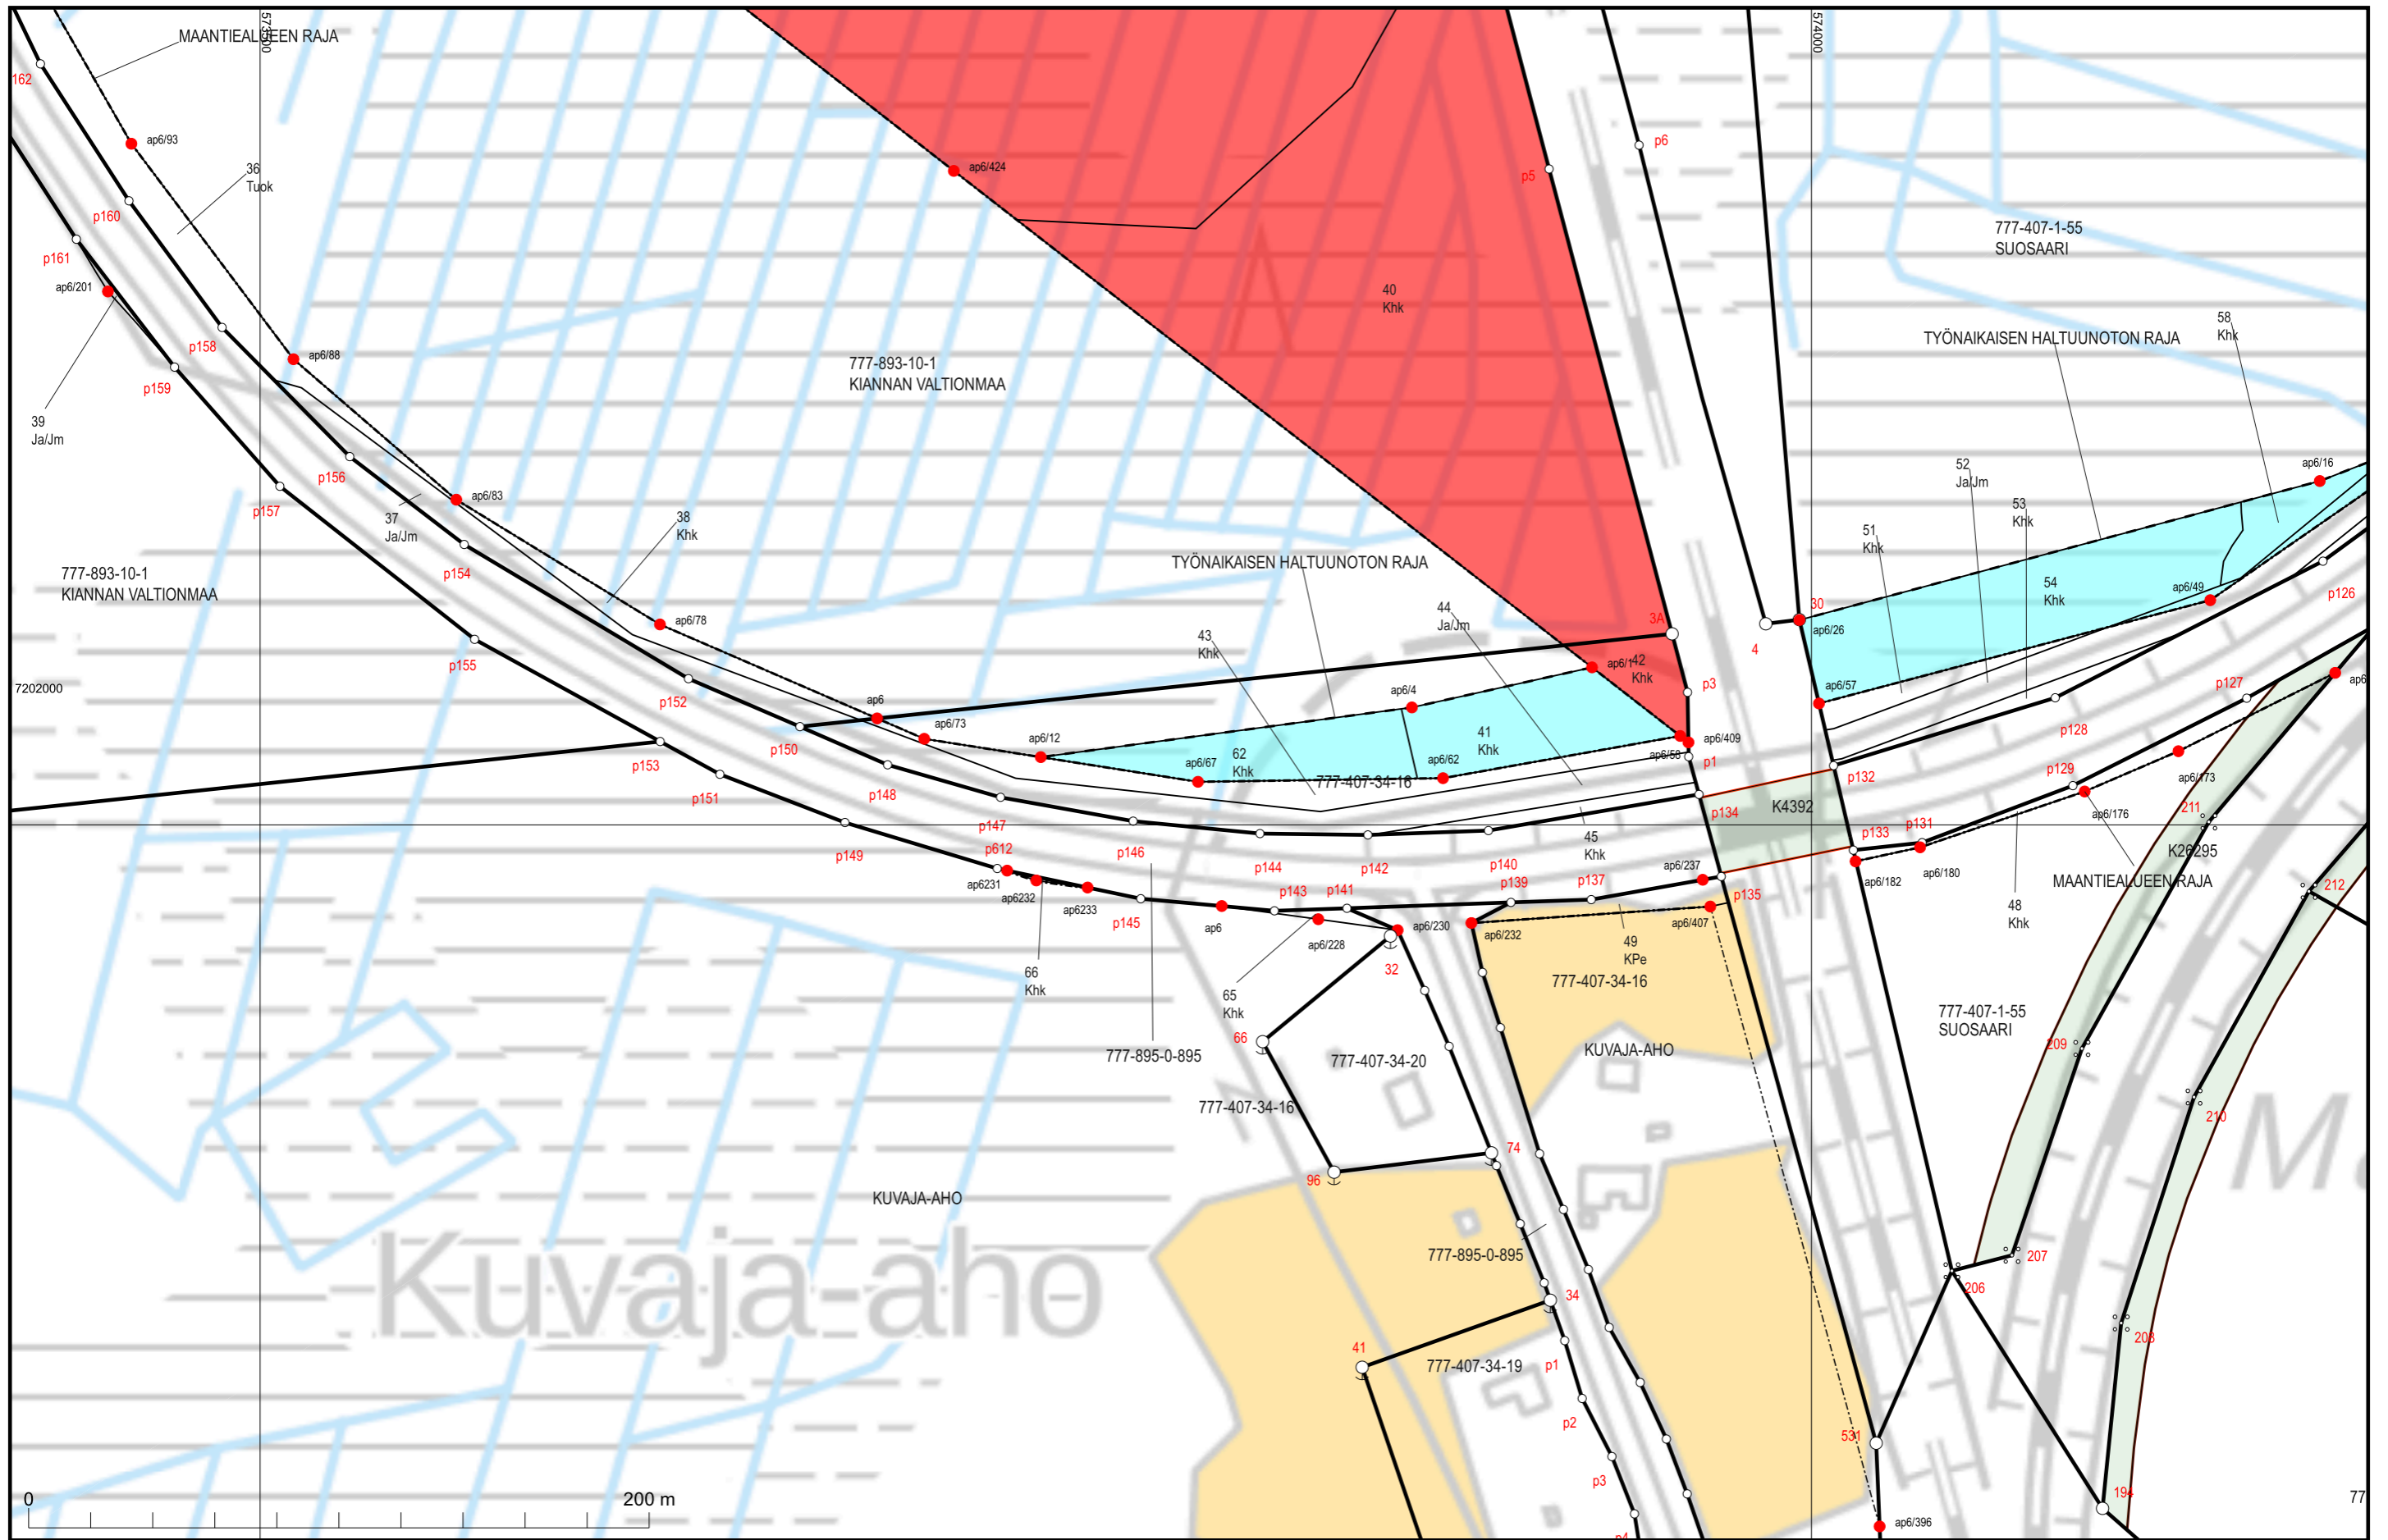 573500
574000
MAANTIEALUEEN RAJA
162
ap6/93
36
Tuok
p160
p161
ap6/201
p158
ap6/88
p159
39
Ja/Jm
p156
p157
37
Ja/Jm
ap6/83
38
Khk
p154
777-893-10-1
KIANNAN VALTIONMAA
ap6/424
40
Khk
p5
p6
777-407-1-55
SUOSAARI
777-893-10-1
KIANNAN VALTIONMAA
TYÖNAIKAISEN HALTUUNOTON RAJA
58
Khk
ap6/16
52
Ja/Jm
53
Khk
51
Khk
54
Khk
ap6/49
p126
TYÖNAIKAISEN HALTUUNOTON RAJA
44
Ja/Jm
43
Khk
3A
30
4
ap6/26
ap6/78
p155
p152
7202000
ap6/1
42
Khk
p3
ap6/57
p127
ap6
ap6
ap6/73
ap6/12
ap6/4
41
Khk
62
Khk
ap6/67
ap6/62
ap6/58
ap6/409
p1
777-407-34-16
p150
p153
p151
p148
p128
p132
p129
ap6/173
ap6/176
211
K4392
p134
p147
p149
p612
p146
p144
p142
p140
45
Khk
p133
p131
K26295
ap6231
ap6232
ap6233
p145
p143
p141
p139
p137
ap6/237
p135
ap6/182
ap6/180
MAANTIEALUEEN RAJA
212
48
Khk
ap6
ap6/228
ap6/230
ap6/232
ap6/407
49
KPe
66
Khk
65
Khk
32
777-407-34-16
777-407-1-55
SUOSAARI
66
777-895-0-895
777-407-34-20
KUVAJA-AHO
209
777-407-34-16
210
74
96
KUVAJA-AHO
Kuvaja-aho
777-895-0-895
207
206
34
208
41
777-407-34-19
p1
p2
p3
p4
531
194
ap6/396
77
0
200 m